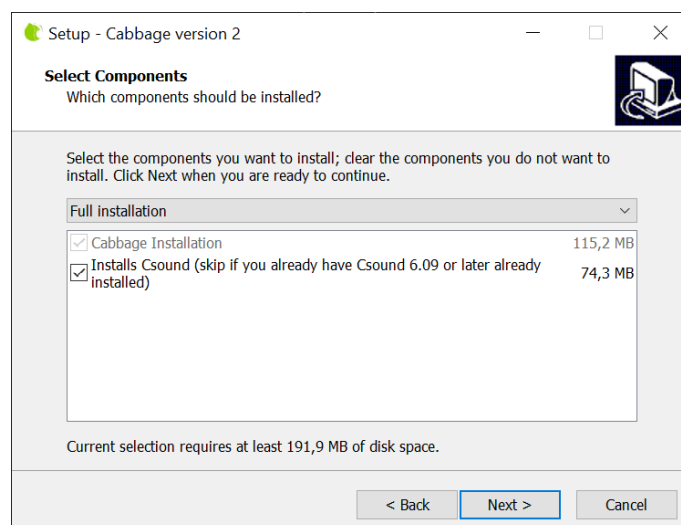 Setup - Cabbage version 2
Select Components
Which components should be installed?
Select the components you want to install; clear the components you do not want to
install. Click Next when you are ready to continue.
Full installation
Cabbage Installation 115,2 MB
Installs Csound (skip if you already have Csound 6.09 or later already
installed) 74,3 MB
Current selection requires at least 191,9 MB of disk space.
< Back Next > Cancel